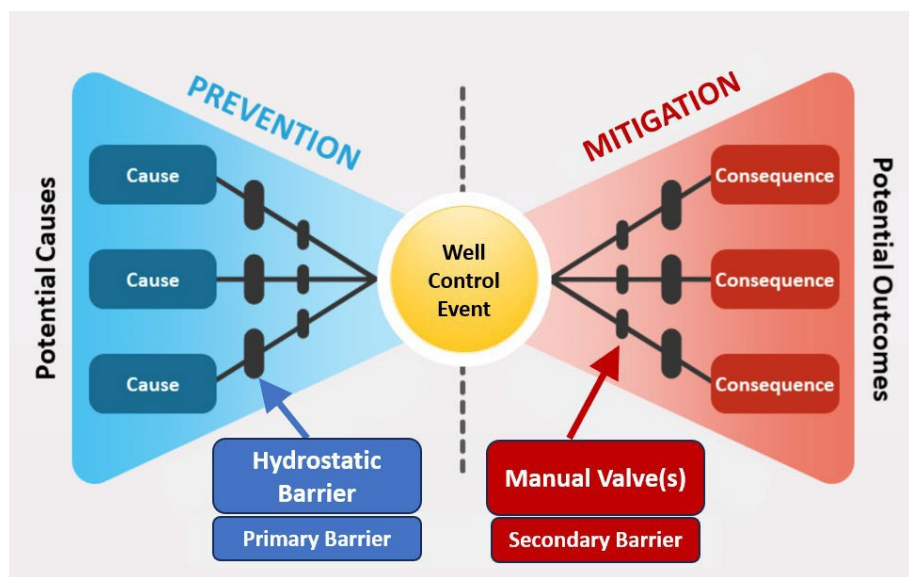 PREVENTION
MITIGATION
Potential Causes
Cause
Cause
Cause
Well
Control
Event
Consequence
Consequence
Consequence
Potential Outcomes
Hydrostatic
Barrier
Primary Barrier
Manual Valve(s)
Secondary Barrier